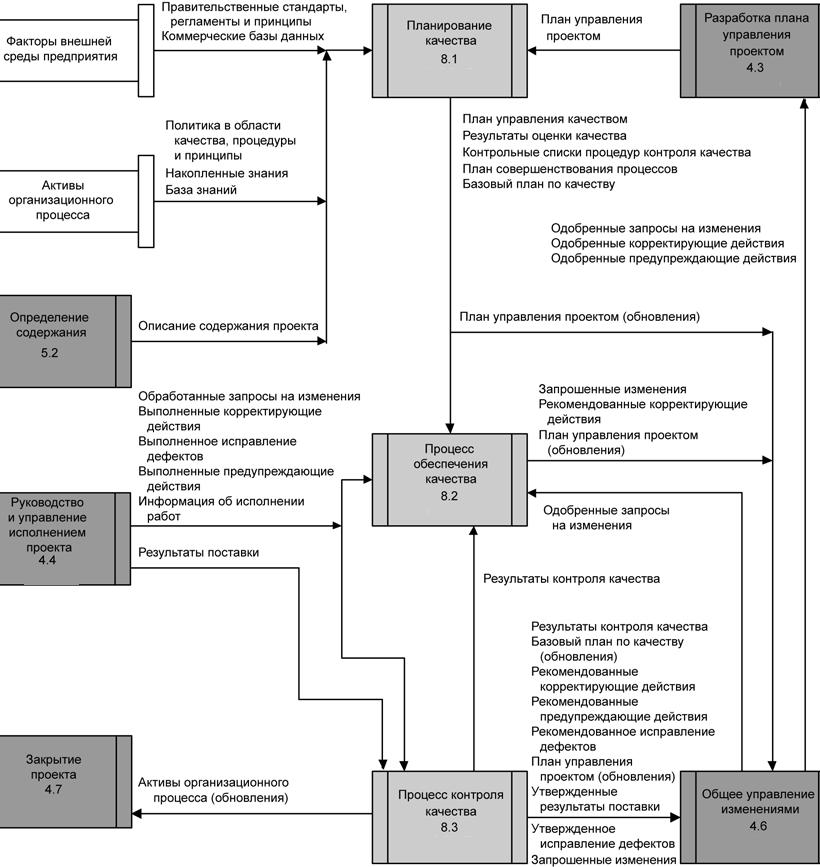 Правительственные стандарты,
регламенты и принципы
Коммерческие базы данных
Факторы внешней
среды предприятия
Планирование
качества
8.1
План управления
проектом
Разработка плана
управления
проектом
4.3
Политика в области
качества, процедуры
и принципы
Накопленные знания
База знаний
Активы
организационного
процесса
План управления качеством
Результаты оценки качества
Контрольные списки процедур контроля качества
План совершенствования процессов
Базовый план по качеству
Одобренные запросы на изменения
Одобренные корректирующие действия
Одобренные предупреждающие действия
Определение
содержания
5.2
Описание содержания проекта
План управления проектом (обновления)
Обработанные запросы на изменения
Выполненные корректирующие
действия
Выполненное исправление
дефектов
Выполненные предупреждающие
действия
Информация об исполнении
работ
Запрошенные изменения
Рекомендованные корректирующие
действия
План управления проектом
(обновления)
Процесс
обеспечения
качества
8.2
Руководство
и управление
исполнением
проекта
4.4
Результаты поставки
Одобренные запросы
на изменения
Результаты контроля качества
Результаты контроля качества
Базовый план по качеству
(обновления)
Рекомендованные
корректирующие действия
Рекомендованные
предупреждающие действия
Рекомендованное исправление
дефектов
План управления
проектом (обновления)
Утвержденные
результаты поставки
Утвержденное
исправление дефектов
Запрошенные изменения
Закрытие
проекта
4.7
Активы организационного
процесса (обновления)
Процесс контроля
качества
8.3
Общее управление
изменениями
4.6